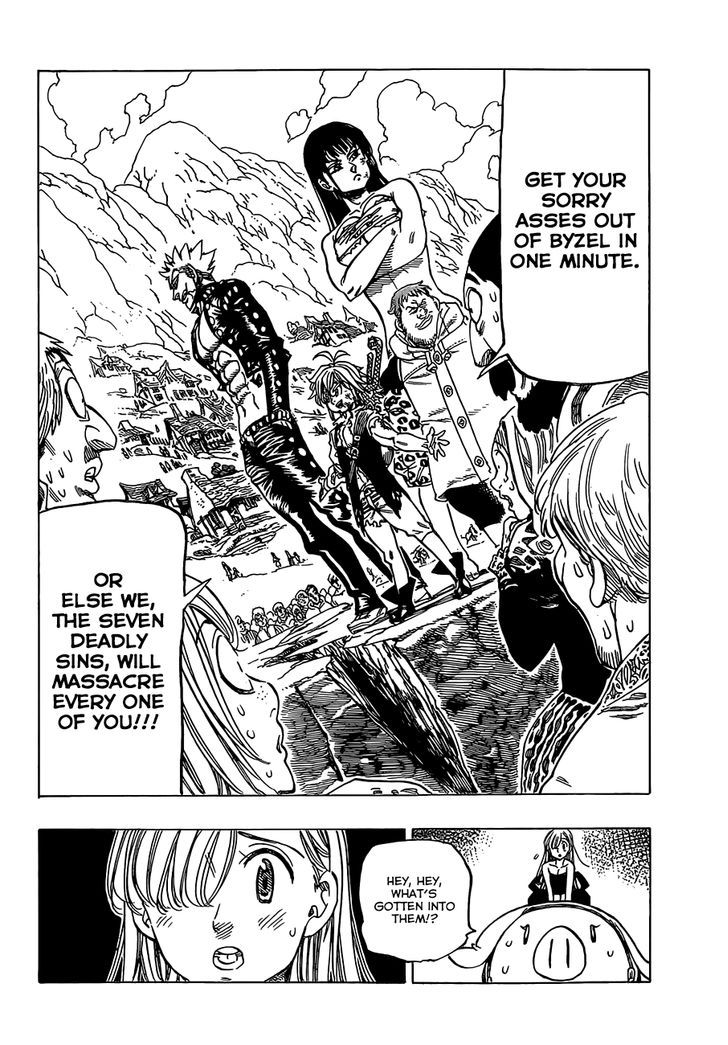 GET YOUR
SORRY
ASSES OUT
OF BYZEL IN
ONE MINUTE.
OR
ELSE WE,
THE SEVEN
DEADLY
SINS, WILL
MASSACRE
EVERY ONE
OF YOU!!!
HEY, HEY,
WHAT'S
GOTTEN INTO
THEM!?